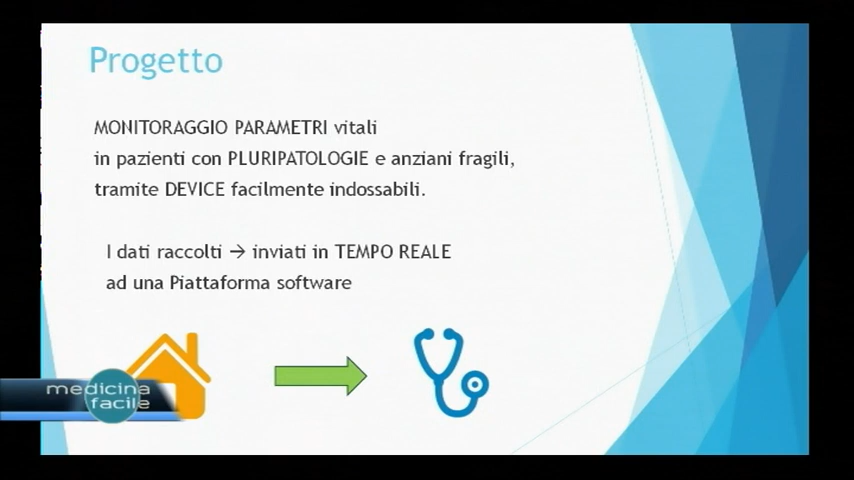 Progetto
MONITORAGGIO PARAMETRI vitali
in pazienti con PLURIPATOLOGIE e anziani fragili,
tramite DEVICE facilmente indossabili.
I dati raccolti → inviati in TEMPO REALE
ad una Piattaforma software
medicina
facile